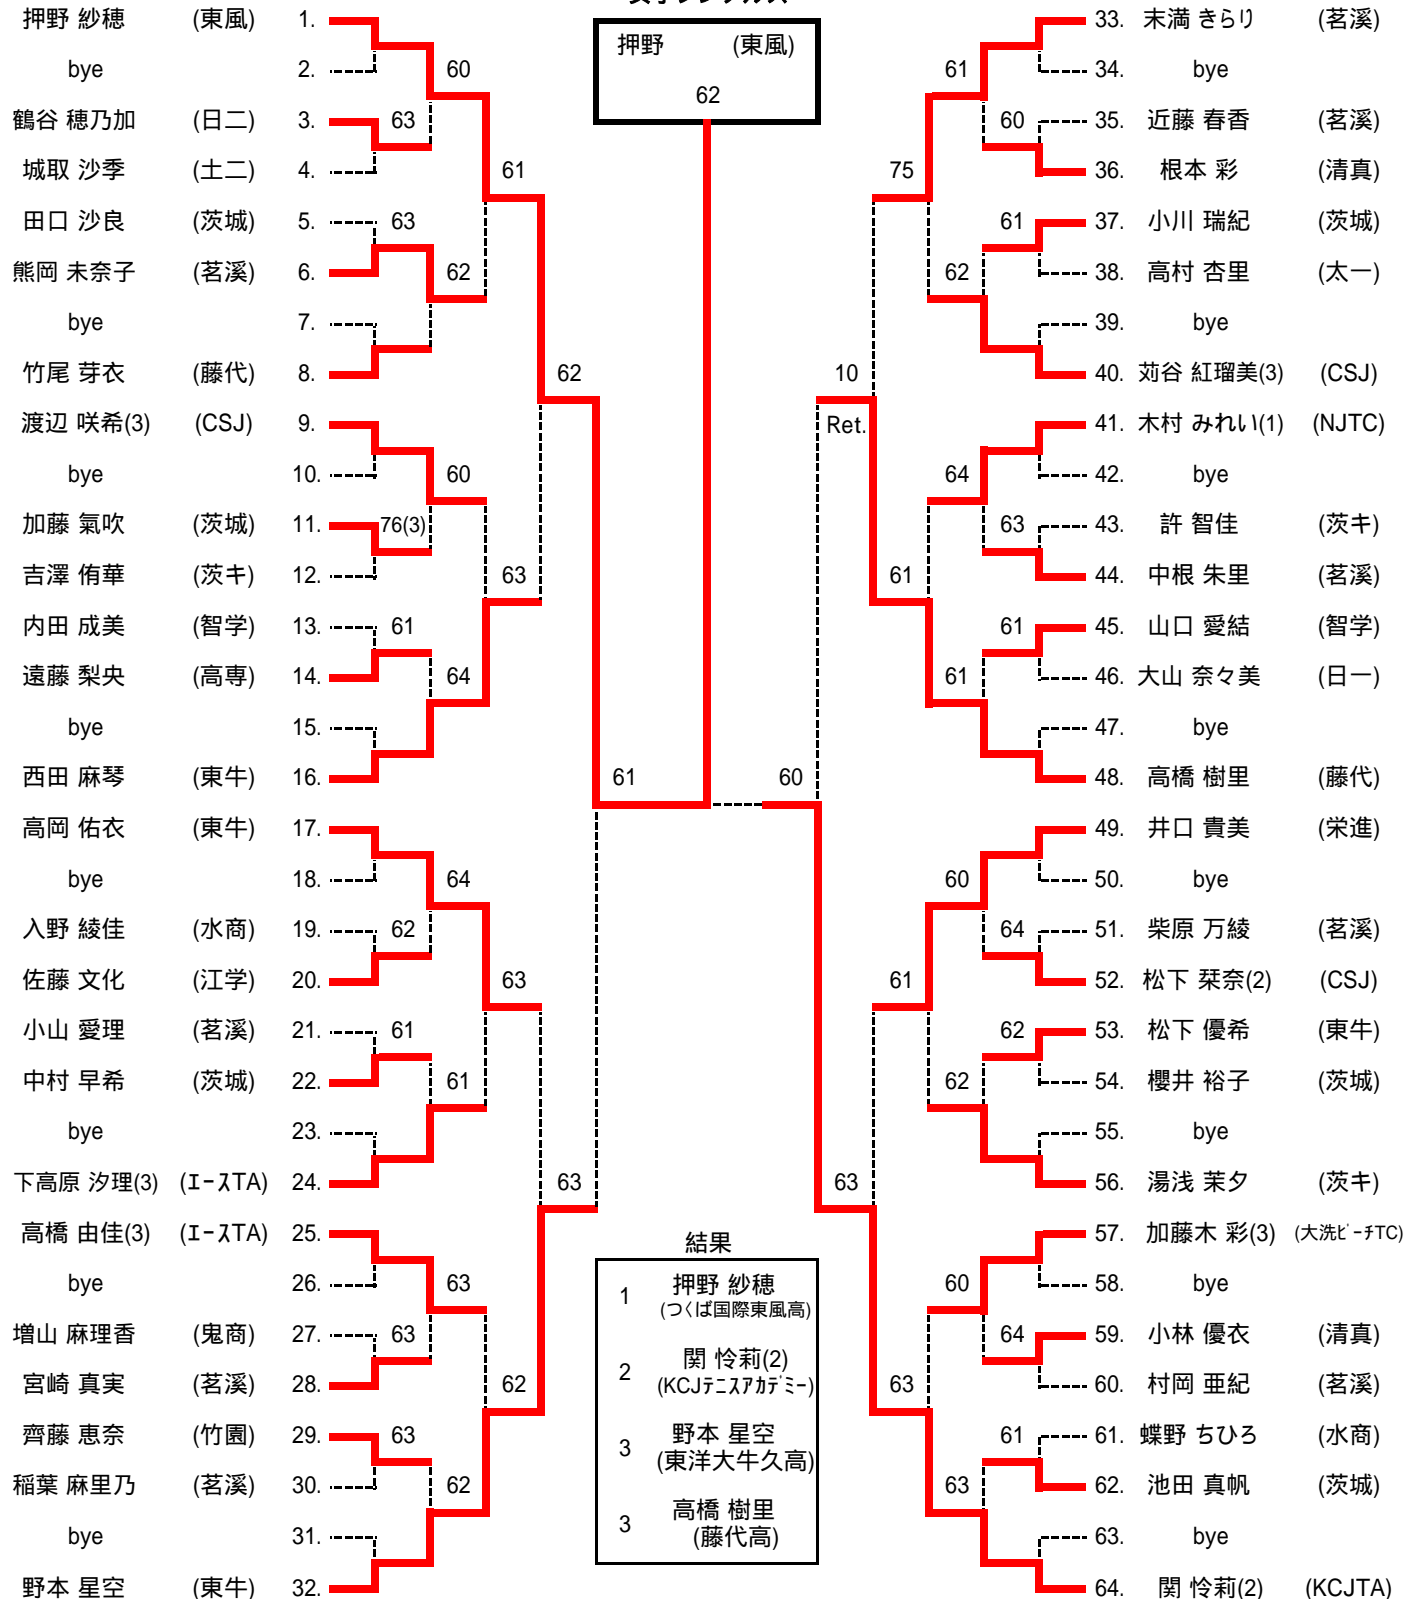 押野 (東風)
62
押野 紗穂 (東風) 1.
bye 2.
鶴谷 穂乃加 (日二) 3.
城取 沙季 (土二) 4.
田口 沙良 (茨城) 5.
熊岡 未奈子 (茗溪) 6.
bye 7.
竹尾 芽衣 (藤代) 8.
渡辺 咲希(3) (CSJ) 9.
bye 10.
加藤 氣吹 (茨城) 11.
吉澤 侑華 (茨キ) 12.
内田 成美 (智学) 13.
遠藤 梨央 (高専) 14.
bye 15.
西田 麻琴 (東牛) 16.
高岡 佑衣 (東牛) 17.
bye 18.
入野 綾佳 (水商) 19.
佐藤 文化 (江学) 20.
小山 愛理 (茗溪) 21.
中村 早希 (茨城) 22.
bye 23.
下高原 汐理(3) (エースTA) 24.
高橋 由佳(3) (エースTA) 25.
bye 26.
増山 麻理香 (鬼商) 27.
宮崎 真実 (茗溪) 28.
齊藤 恵奈 (竹園) 29.
稲葉 麻里乃 (茗溪) 30.
bye 31.
野本 星空 (東牛) 32.
63
63
76(3)
61
62
61
63
63
60
62
60
64
64
61
63
62
61
63
63
62
62
63
61
60
10
Ret.
63
75
61
61
63
61
62
64
61
60
62
60
63
60
61
63
61
64
62
64
61
33. 末満 きらり (茗溪)
34. bye
35. 近藤 春香 (茗溪)
36. 根本 彩 (清真)
37. 小川 瑞紀 (茨城)
38. 高村 杏里 (太一)
39. bye
40. 苅谷 紅瑠美(3) (CSJ)
41. 木村 みれい(1) (NJTC)
42. bye
43. 許 智佳 (茨キ)
44. 中根 朱里 (茗溪)
45. 山口 愛結 (智学)
46. 大山 奈々美 (日一)
47. bye
48. 高橋 樹里 (藤代)
49. 井口 貴美 (栄進)
50. bye
51. 柴原 万綾 (茗溪)
52. 松下 栞奈(2) (CSJ)
53. 松下 優希 (東牛)
54. 櫻井 裕子 (茨城)
55. bye
56. 湯浅 茉夕 (茨キ)
57. 加藤木 彩(3) (大洗ビーチTC)
58. bye
59. 小林 優衣 (清真)
60. 村岡 亜紀 (茗溪)
61. 蝶野 ちひろ (水商)
62. 池田 真帆 (茨城)
63. bye
64. 関 怜莉(2) (KCJTA)
結果
1 押野 紗穂
(つくば国際東風高)
2 関 怜莉(2)
(KCJテニスアカデミー)
3 野本 星空
(東洋大牛久高)
3 高橋 樹里
(藤代高)